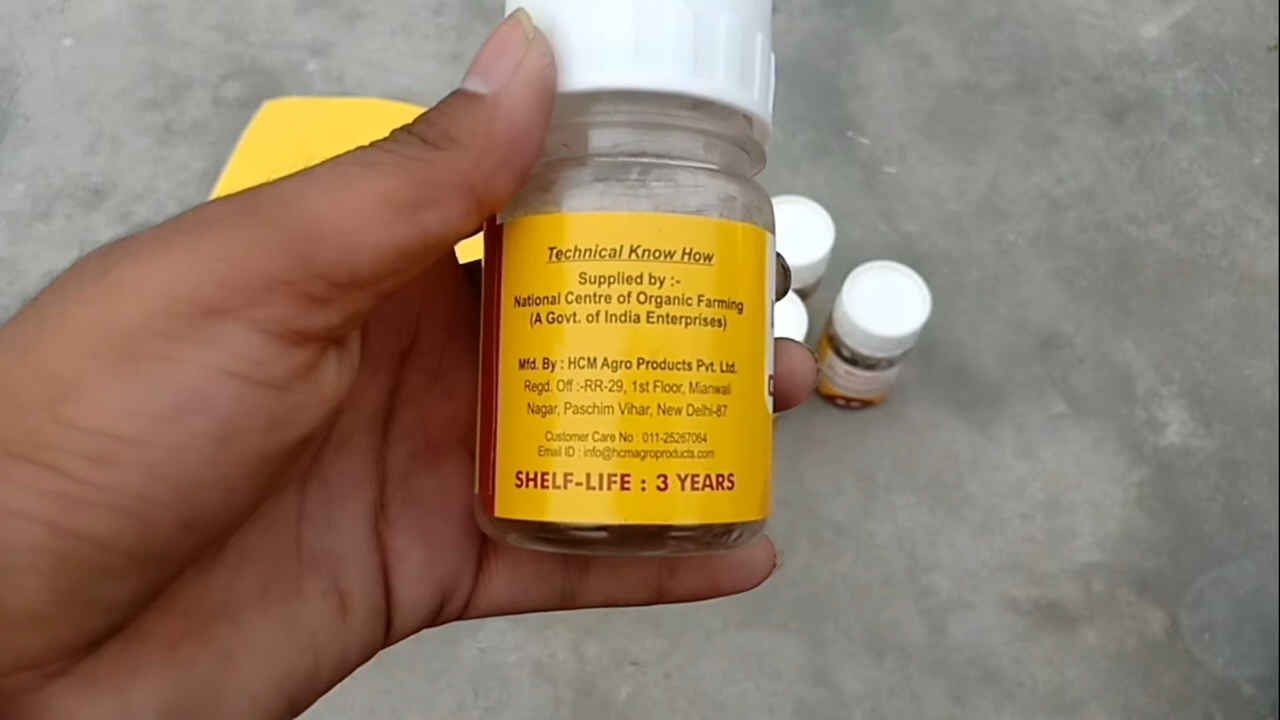 Technical Know How
Supplied by :-
National Centre of Organic Farming
(A Govt. of India Enterprises)
Mfd. By : HCM Agro Products Pvt. Ltd.
Regd. Off :-RR-29, 1st Floor, Mianwali
Nagar, Paschim Vihar, New Delhi-87
Customer Care No : 011-25267064
Email ID : info@hcmagroproducts.com
SHELF-LIFE : 3 YEARS